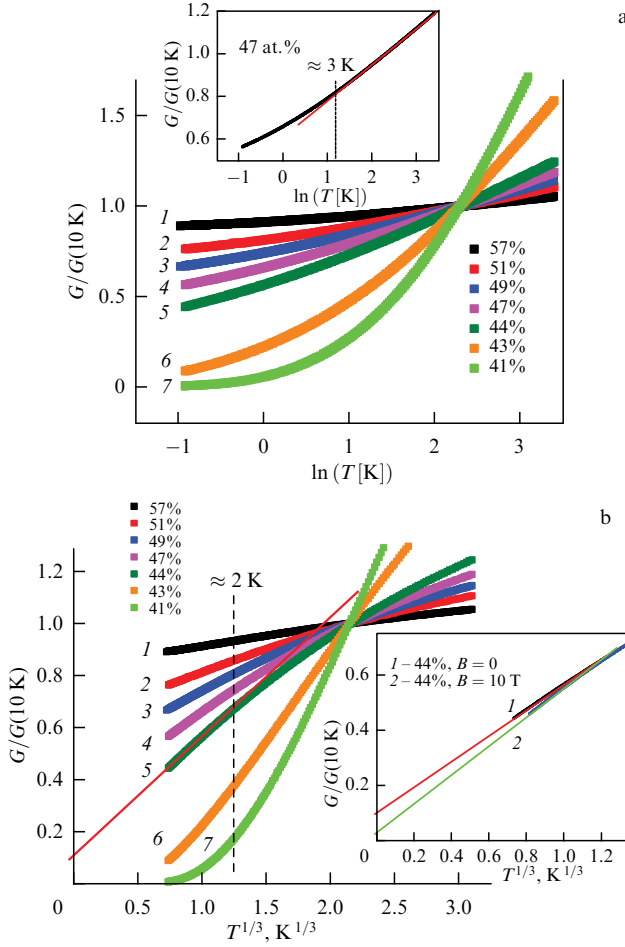 a
1.2
1.0
0.8
0.6
G/G(10 K)
47 at.%
≈ 3 K
−1 0 1 2 3
ln (T [K])
1.5
1.0
0.5
0
G/G(10 K)
1
2
3
4
5
6
7
57%
51%
49%
47%
44%
43%
41%
−1 0 1 2 3
ln (T [K])
b
57%
51%
49%
47%
44%
43%
41%
≈ 2 K
1.2
1.0
0.8
0.6
0.4
0.2
G/G(10 K)
1
2
3
4
5
6
7
0 0.5 1.0 1.5 2.0 2.5 3.0
T^1/3, K^1/3
1 – 44%, B = 0
2 – 44%, B = 10 T
1
2
0.6
0.4
0.2
G/G(10 K)
0 0.2 0.4 0.6 0.8 1.0 1.2
T^1/3, K^1/3